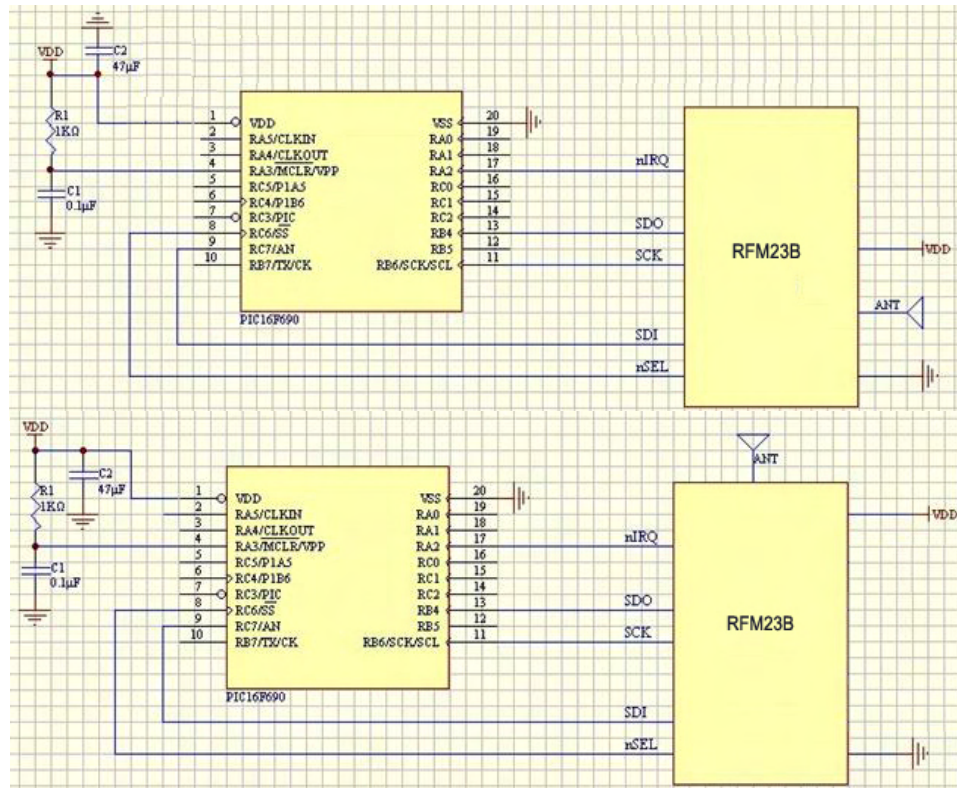 C2
47μF
VDD
R1
1KΩ
C1
0.1μF
1 VDD VSS 20
2 RA5/CLKIN RA0 19
3 RA4/CLKOUT RA1 18
4 RA3/MCLR/VPP RA2 17
5 RC5/P1A5 RC0 16
6 RC4/P1B6 RC1 15
7 RC3/PIC RC2 14
8 RC6/SS RB4 13
9 RC7/AN RB5 12
10 RB7/TX/CK RB6/SCK/SCL 11
PIC16F690
nIRQ
SDO
SCK
SDI
nSEL
RFM23B
VDD
ANT
VDD
C2
47μF
R1
1KΩ
C1
0.1μF
1 VDD VSS 20
2 RA5/CLKIN RA0 19
3 RA4/CLKOUT RA1 18
4 RA3/MCLR/VPP RA2 17
5 RC5/P1A5 RC0 16
6 RC4/P1B6 RC1 15
7 RC3/PIC RC2 14
8 RC6/SS RB4 13
9 RC7/AN RB5 12
10 RB7/TX/CK RB6/SCK/SCL 11
PIC16F690
nIRQ
SDO
SCK
SDI
nSEL
ANT
RFM23B
VDD